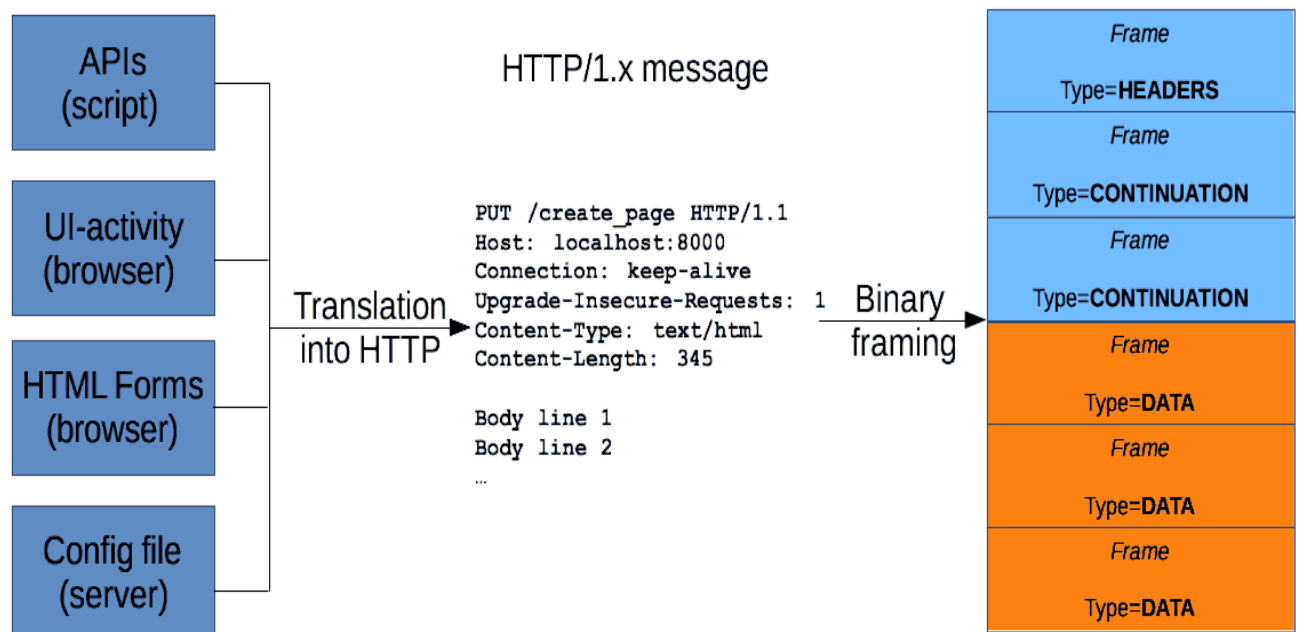 APIs
(script)
UI-activity
(browser)
HTML Forms
(browser)
Config file
(server)
Translation
into HTTP
HTTP/1.x message
PUT /create_page HTTP/1.1
Host: localhost:8000
Connection: keep-alive
Upgrade-Insecure-Requests: 1
Content-Type: text/html
Content-Length: 345
Body line 1
Body line 2
…
Binary
framing
Frame
Type=HEADERS
Frame
Type=CONTINUATION
Frame
Type=CONTINUATION
Frame
Type=DATA
Frame
Type=DATA
Frame
Type=DATA